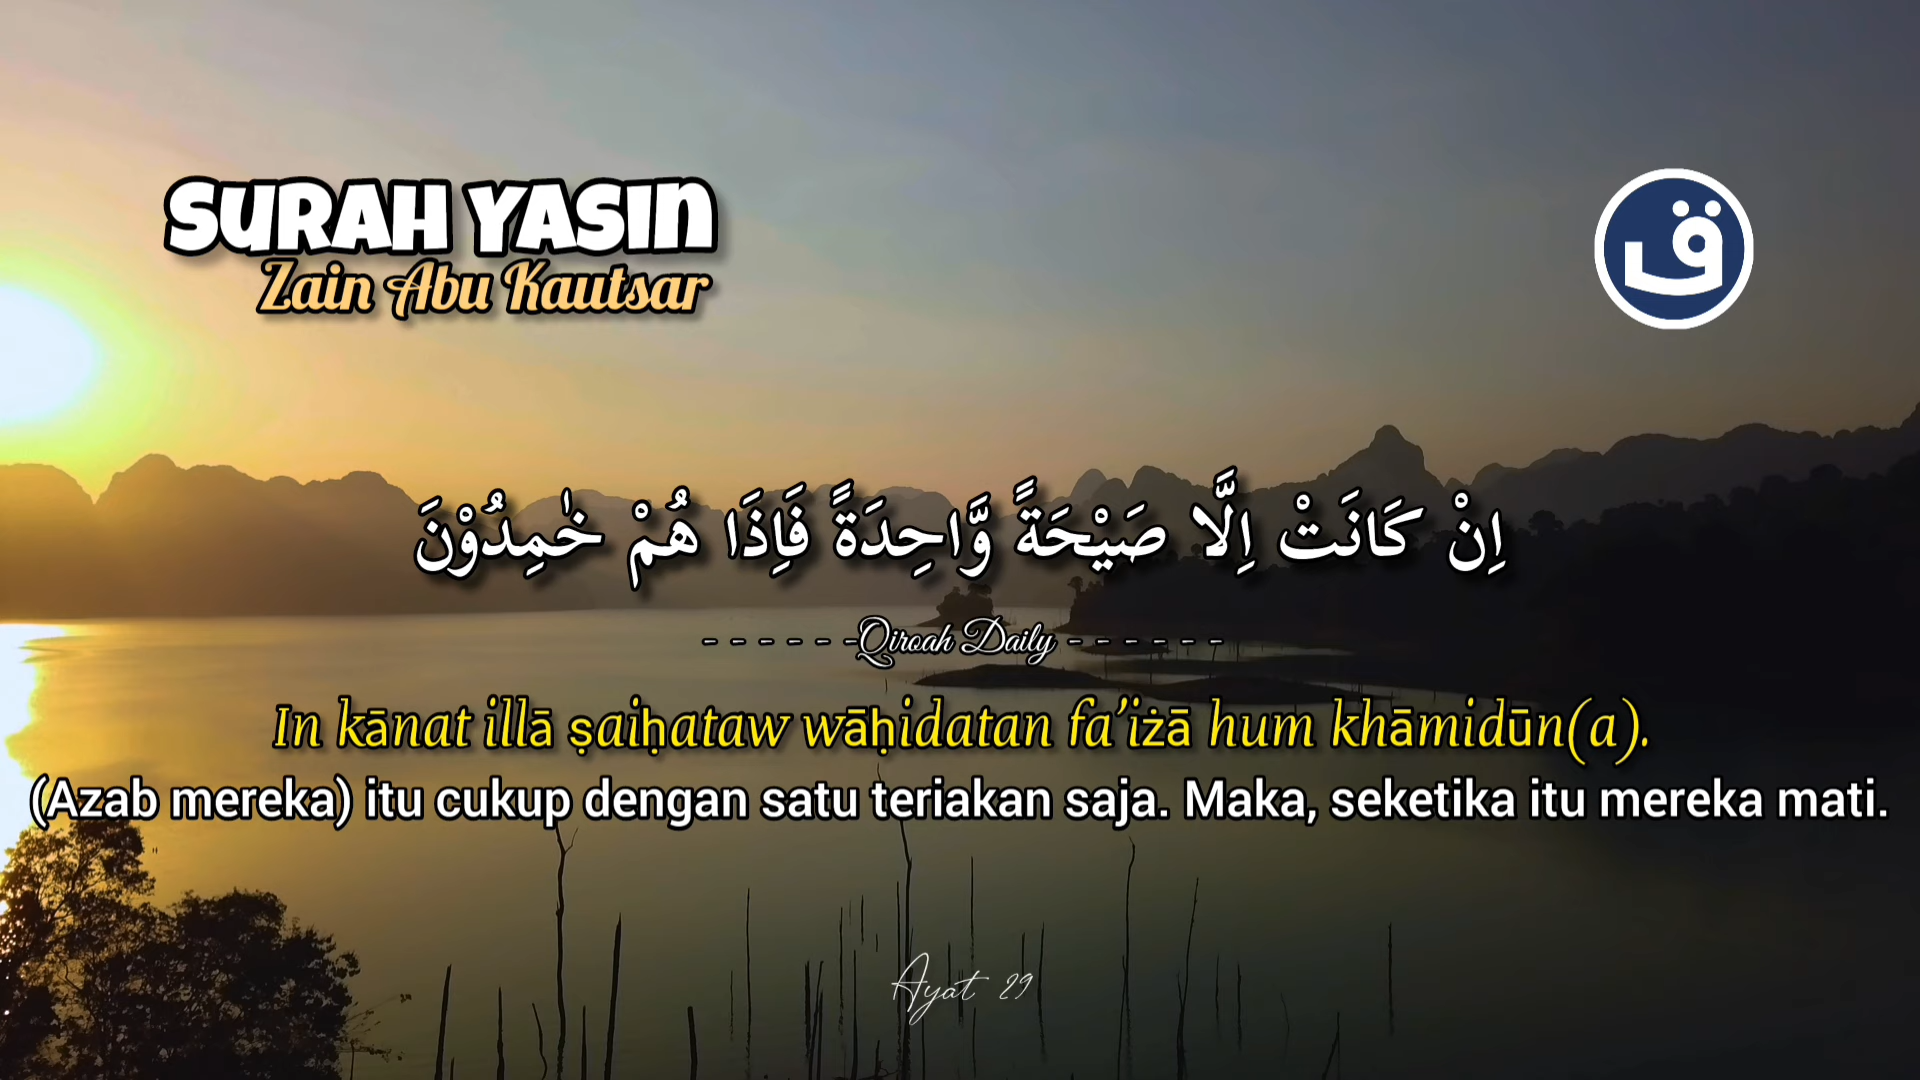 SURAH YASIN
Zain Abu Kautsar
ق
اِنْ كَانَتْ اِلَّا صَيْحَةً وَّاحِدَةً فَاِذَا هُمْ خٰمِدُوْنَ
- - - - - -Qiroah Daily - - - - - -
In kānat illā ṣaiḥataw wāḥidatan fa’iżā hum khāmidūn(a).
(Azab mereka) itu cukup dengan satu teriakan saja. Maka, seketika itu mereka mati.
Ayat 29